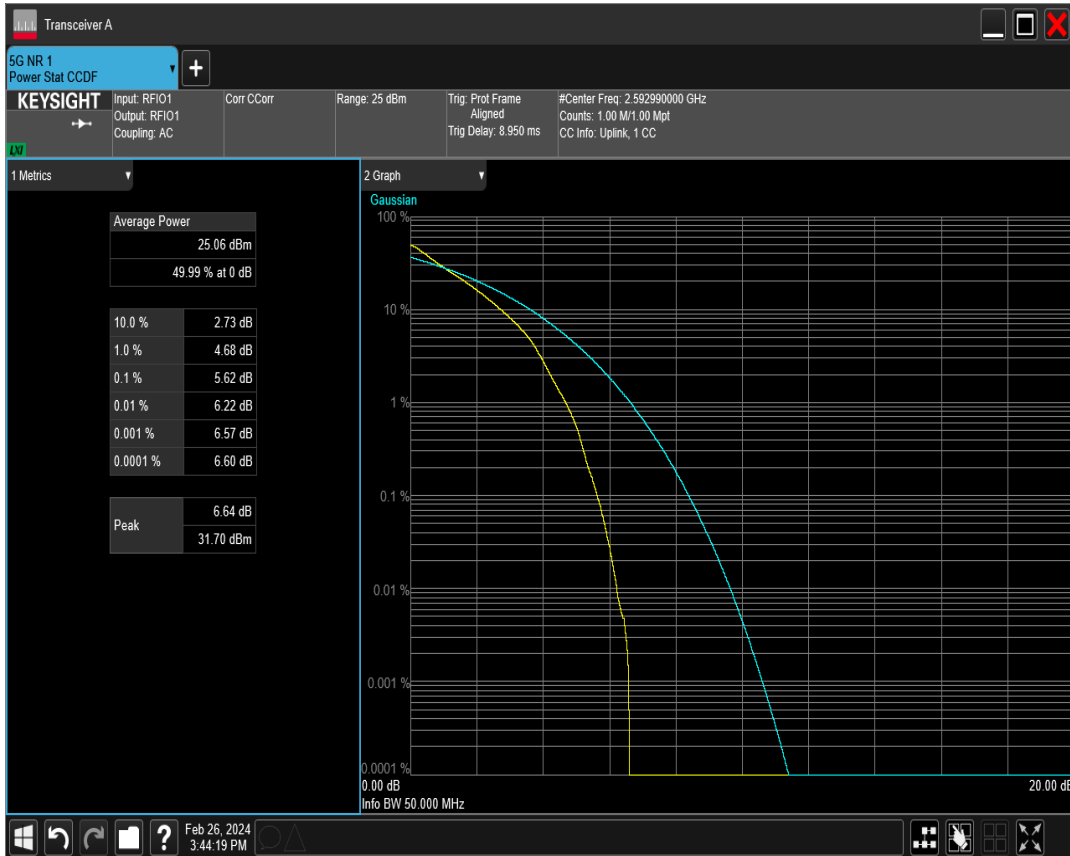 Transceiver A
5G NR 1
Power Stat CCDF
KEYSIGHT
LXI
Input: RFIO1
Output: RFIO1
Coupling: AC
Corr CCorr
Range: 25 dBm
Trig: Prot Frame
Aligned
Trig Delay: 8.950 ms
#Center Freq: 2.592990000 GHz
Counts: 1.00 M/1.00 Mpt
CC Info: Uplink, 1 CC
1 Metrics
Average Power
25.06 dBm
49.99 % at 0 dB
10.0 % 2.73 dB
1.0 % 4.68 dB
0.1 % 5.62 dB
0.01 % 6.22 dB
0.001 % 6.57 dB
0.0001 % 6.60 dB
Peak
6.64 dB
31.70 dBm
2 Graph
Gaussian
100 %
10 %
1 %
0.1 %
0.01 %
0.001 %
0.0001 %
0.00 dB 20.00 dB
Info BW 50.000 MHz
?
Feb 26, 2024
3:44:19 PM